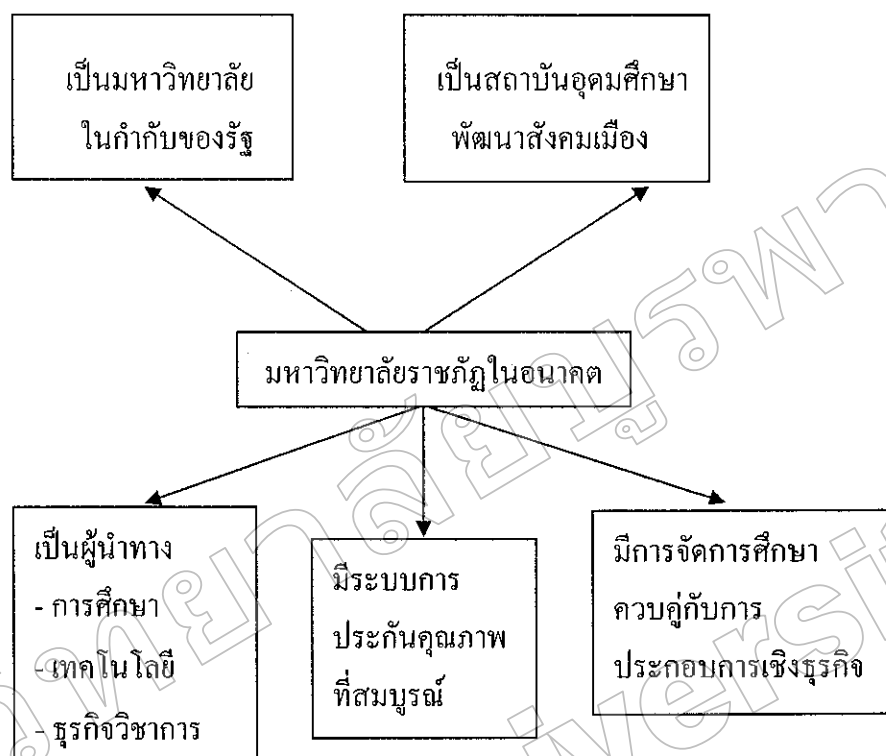 เป็นมหาวิทยาลัย
ในกำกับของรัฐ
เป็นสถาบันอุดมศึกษา
พัฒนาสังคมเมือง
มหาวิทยาลัยราชภัฏในอนาคต
เป็นผู้นำทาง
- การศึกษา
- เทคโนโลยี
- ธุรกิจวิชาการ
มีระบบการ
ประกันคุณภาพ
ที่สมบูรณ์
มีการจัดการศึกษา
ควบคู่กับการ
ประกอบการเชิงธุรกิจ